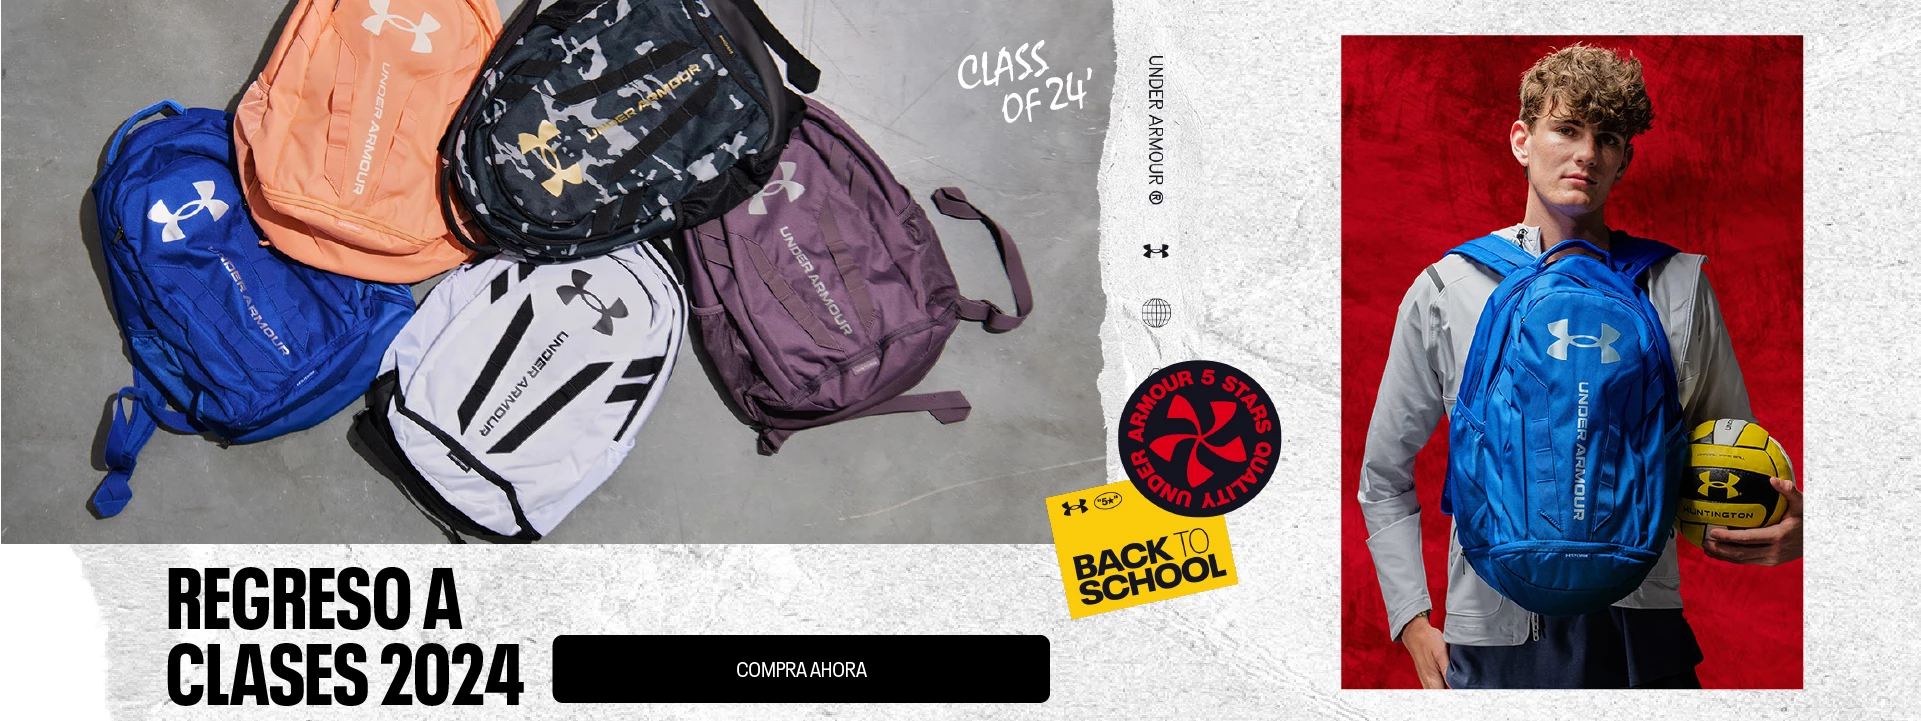 UNDER ARMOUR
UNDER ARMOUR
UNDER ARMOUR
UNDER ARMOUR
UNDER ARMOUR
CLASS
OF 24'
UNDER ARMOUR ®
UNDER ARMOUR 5 STARS QUALITY
"5★"
BACK TO
SCHOOL
UNDER ARMOUR
HUNTINGTON
REGRESO A
CLASES 2024
COMPRA AHORA